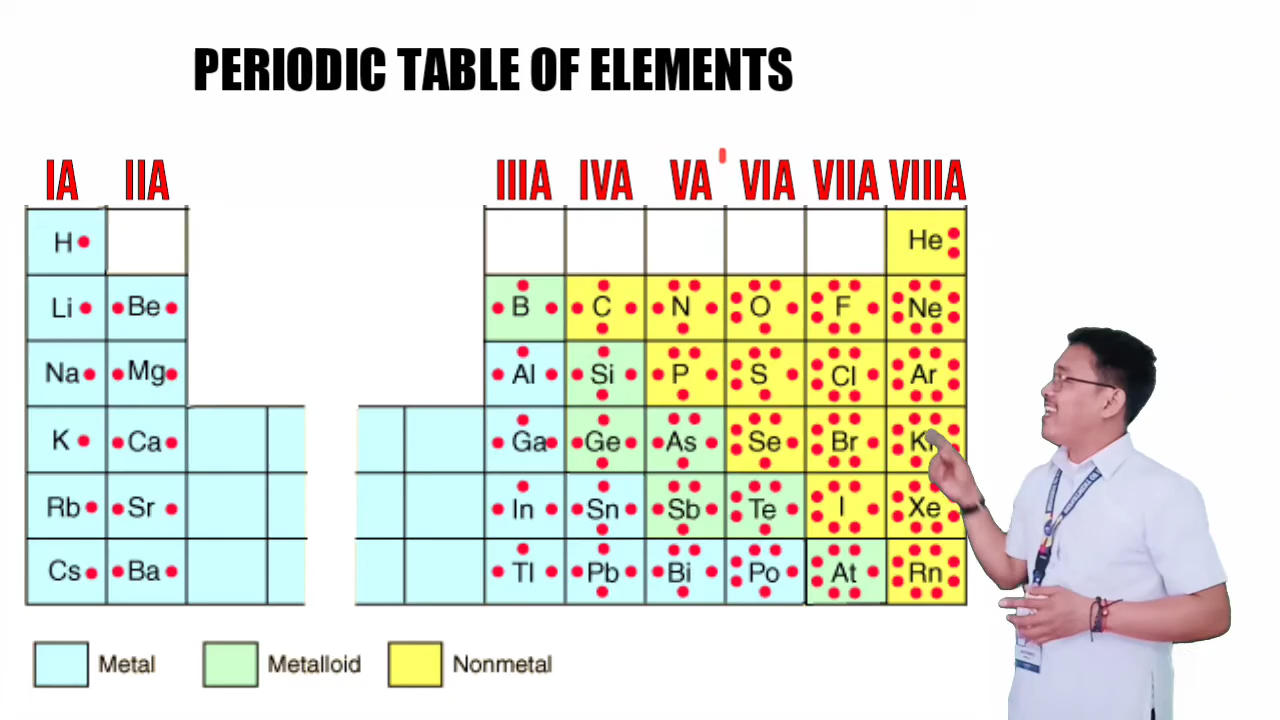 PERIODIC TABLE OF ELEMENTS
IA IIA IIIA IVA VA VIA VIIA VIIIA
H He
Li Be B C N O F Ne
Na Mg Al Si P S Cl Ar
K Ca Ga Ge As Se Br
Rb Sr In Sn Sb Te I Xe
Cs Ba Tl Pb Bi Po At Rn
Metal Metalloid Nonmetal